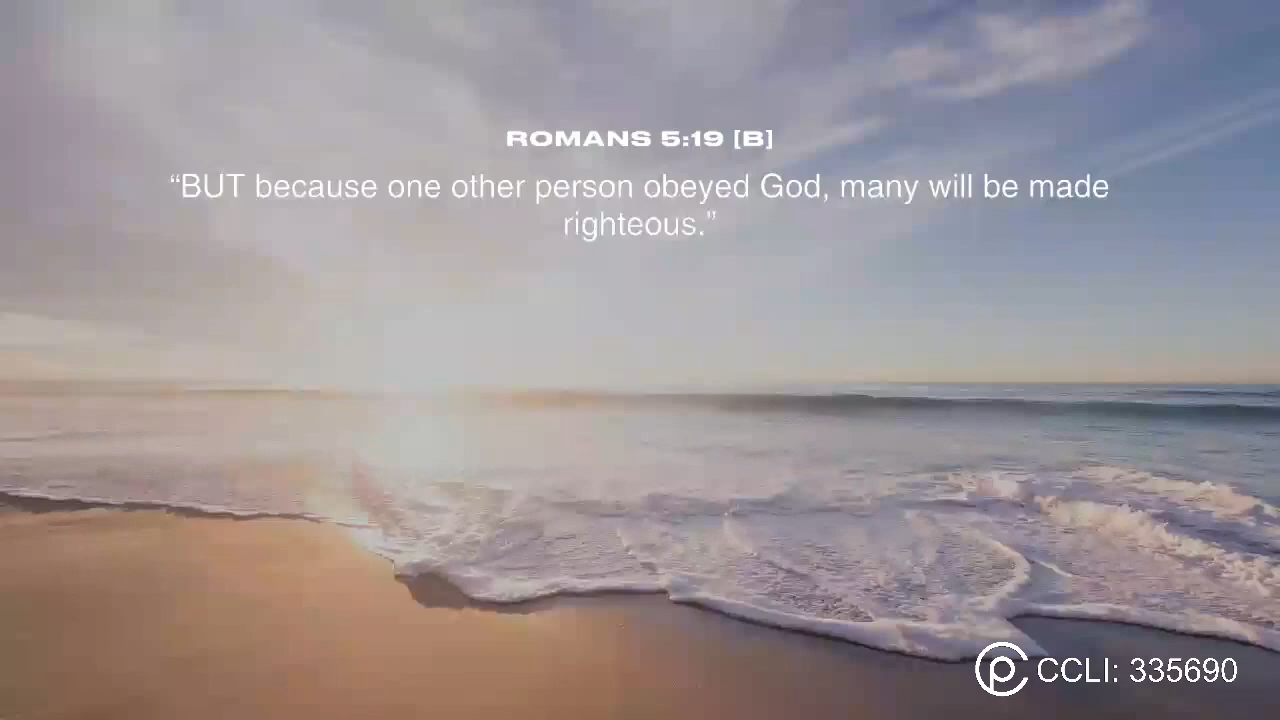 ROMANS 5:19 [B]
“BUT because one other person obeyed God, many will be made
righteous.”
CCLI: 335690